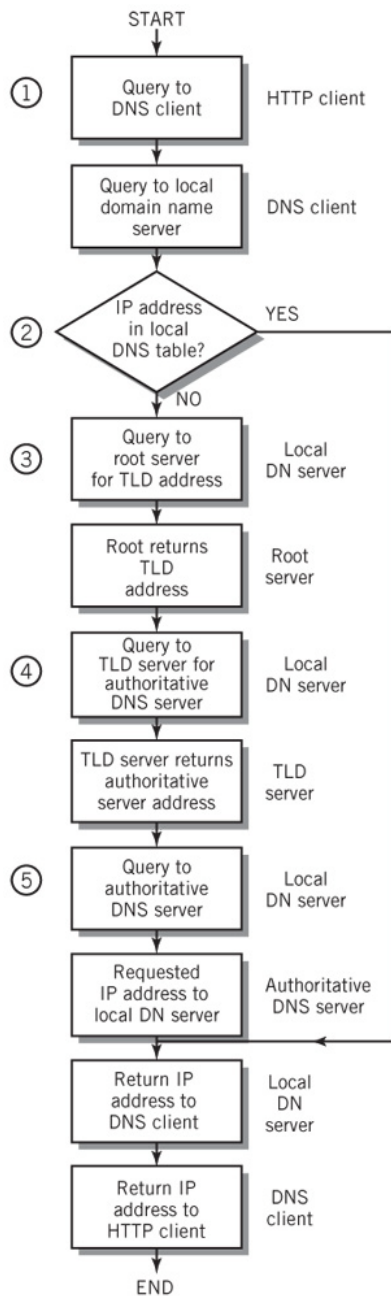 START
①
Query to
DNS client
HTTP client
Query to local
domain name
server
DNS client
②
IP address
in local
DNS table?
YES
NO
③
Query to
root server
for TLD address
Local
DN server
Root returns
TLD
address
Root
server
④
Query to
TLD server for
authoritative
DNS server
Local
DN server
TLD server returns
authoritative
server address
TLD
server
⑤
Query to
authoritative
DNS server
Local
DN server
Requested
IP address to
local DN server
Authoritative
DNS server
Return IP
address to
DNS client
Local
DN
server
Return IP
address to
HTTP client
DNS
client
END